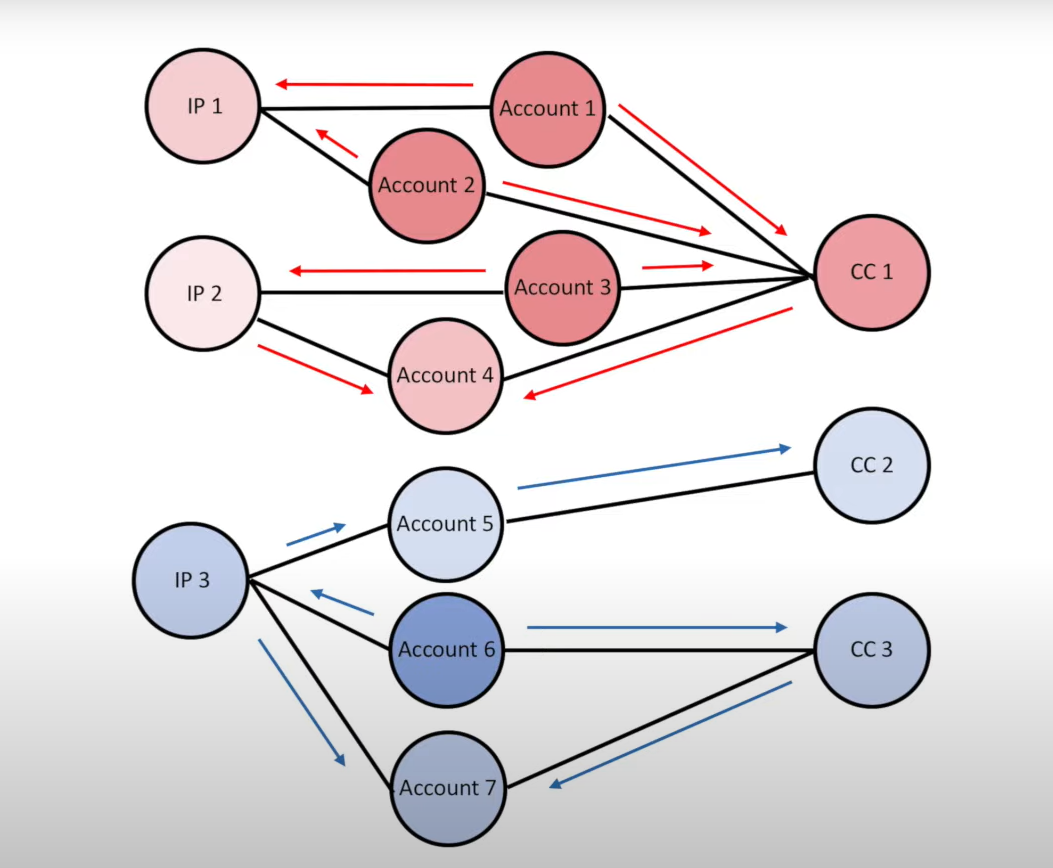 IP 1
Account 1
Account 2
CC 1
IP 2
Account 3
Account 4
CC 2
Account 5
IP 3
Account 6
CC 3
Account 7